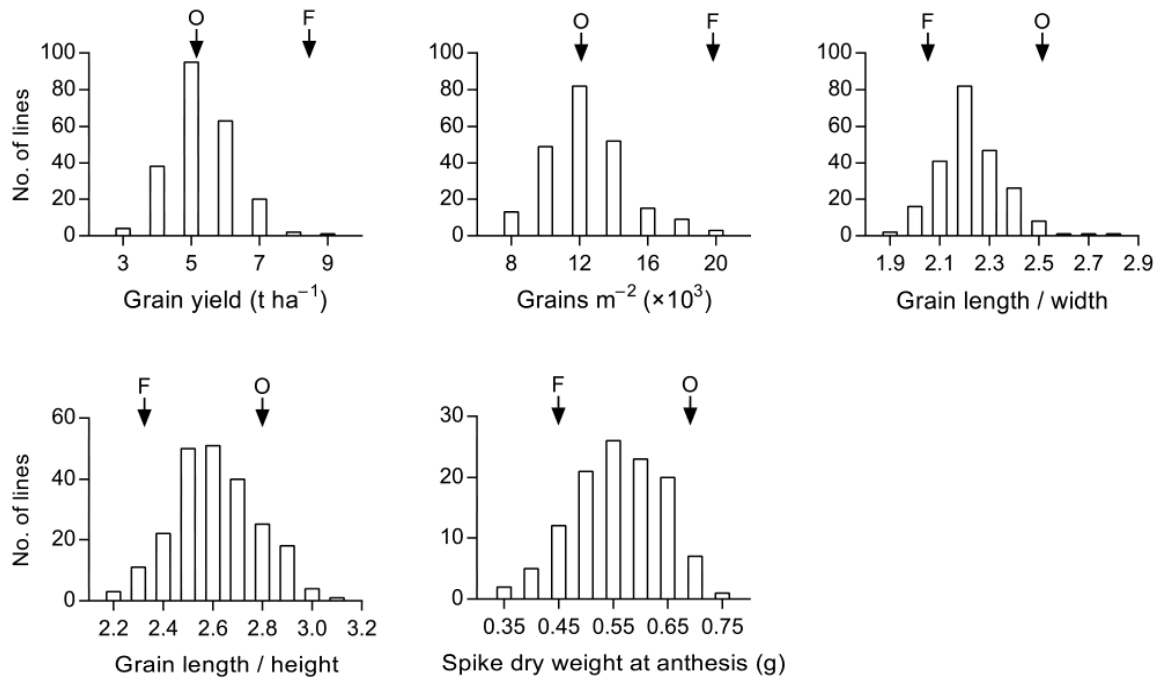 O F
100
80
60
40
20
0
No. of lines
3 5 7 9
Grain yield (t ha⁻¹)
O F
100
80
60
40
20
0
8 12 16 20
Grains m⁻² (×10³)
F O
100
80
60
40
20
0
1.9 2.1 2.3 2.5 2.7 2.9
Grain length / width
F O
60
40
20
0
No. of lines
2.2 2.4 2.6 2.8 3.0 3.2
Grain length / height
F O
30
20
10
0
0.35 0.45 0.55 0.65 0.75
Spike dry weight at anthesis (g)